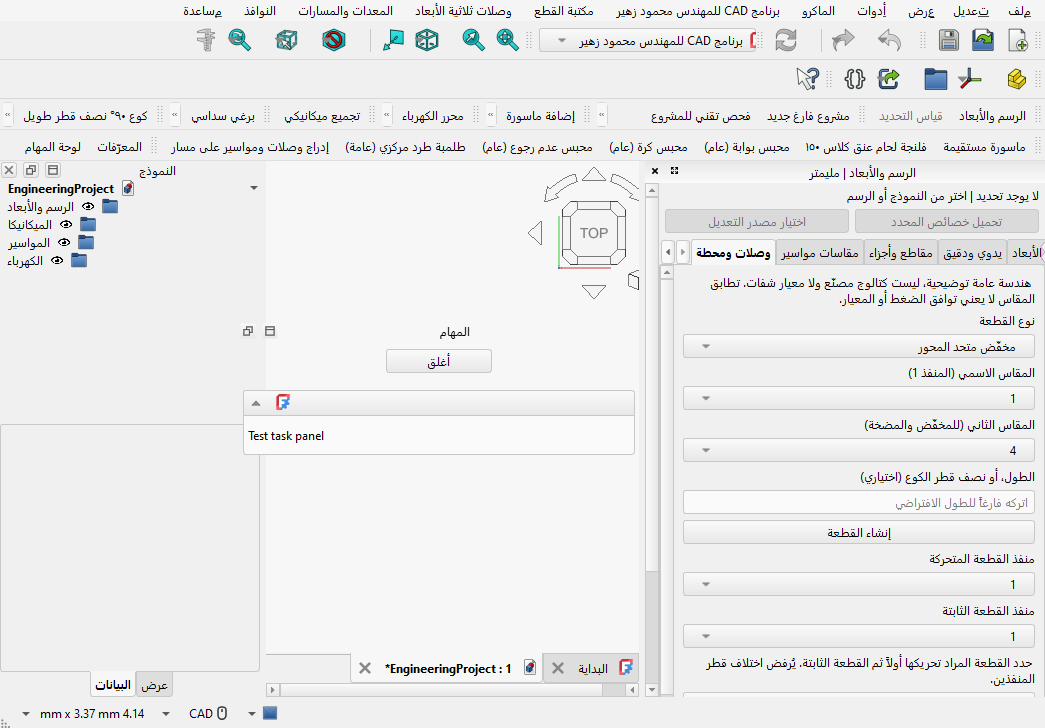 ملف تعديل عرض أدوات الماكرو برنامج CAD للمهندس محمود زهير مكتبة القطع وصلات ثلاثية الأبعاد المعدات والمسارات النوافذ مساعدة
برنامج CAD للمهندس محمود زهير
الرسم والأبعاد قياس التحديد مشروع فارغ جديد فحص تقني للمشروع » إضافة ماسورة » محرر الكهرباء » تجميع ميكانيكي برغي سداسي » كوع ٩٠° نصف قطر طويل »
ماسورة مستقيمة فلنجة لحام عنق كلاس ١٥٠ محبس بوابة (عام) محبس كرة (عام) محبس عدم رجوع (عام) طلمبة طرد مركزي (عامة) إدراج وصلات ومواسير على مسار المعرّفات لوحة المهام
الرسم والأبعاد | مليمتر
لا يوجد تحديد | اختر من النموذج أو الرسم
تحميل خصائص المحدد
اختيار مصدر التعديل
الأبعاد
يدوي ودقيق
مقاطع وأجزاء
مقاسات مواسير
وصلات ومحطة
هندسة عامة توضيحية، ليست كتالوج مصنّع ولا معيار شفات. تطابق
المقاس لا يعني توافق الضغط أو المعيار.
نوع القطعة
مخفّض متحد المحور
المقاس الاسمي (المنفذ 1)
1
المقاس الثاني (للمخفّض والمضخة)
4
الطول، أو نصف قطر الكوع (اختياري)
اتركه فارغاً للطول الافتراضي
إنشاء القطعة
منفذ القطعة المتحركة
1
منفذ القطعة الثابتة
1
حدد القطعة المراد تحريكها أولاً ثم القطعة الثابتة. يُرفض اختلاف قطر
المنفذين.
TOP
المهام
أغلق
Test task panel
البداية
EngineeringProject : 1*
النموذج
EngineeringProject
الرسم والأبعاد
الميكانيكا
المواسير
الكهرباء
عرض
البيانات
CAD
mm x 3.37 mm 4.14